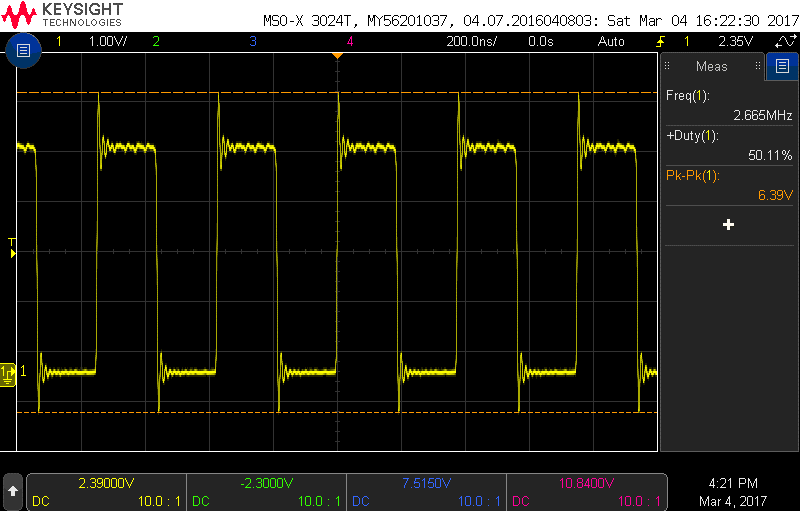 KEYSIGHT
TECHNOLOGIES
MSO-X 3024T, MY56201037, 04.07.2016040803: Sat Mar 04 16:22:30 2017
1 1.00V/ 2 3 4 200.0ns/ 0.0s Auto 1 2.35V
Meas
Freq(1):
2.665MHz
+Duty(1):
50.11%
Pk-Pk(1):
6.39V
T
1 1
2.39000V -2.3000V 7.5150V 10.8400V
DC 10.0 : 1 DC 10.0 : 1 DC 10.0 : 1 DC 10.0 : 1
4:21 PM
Mar 4, 2017